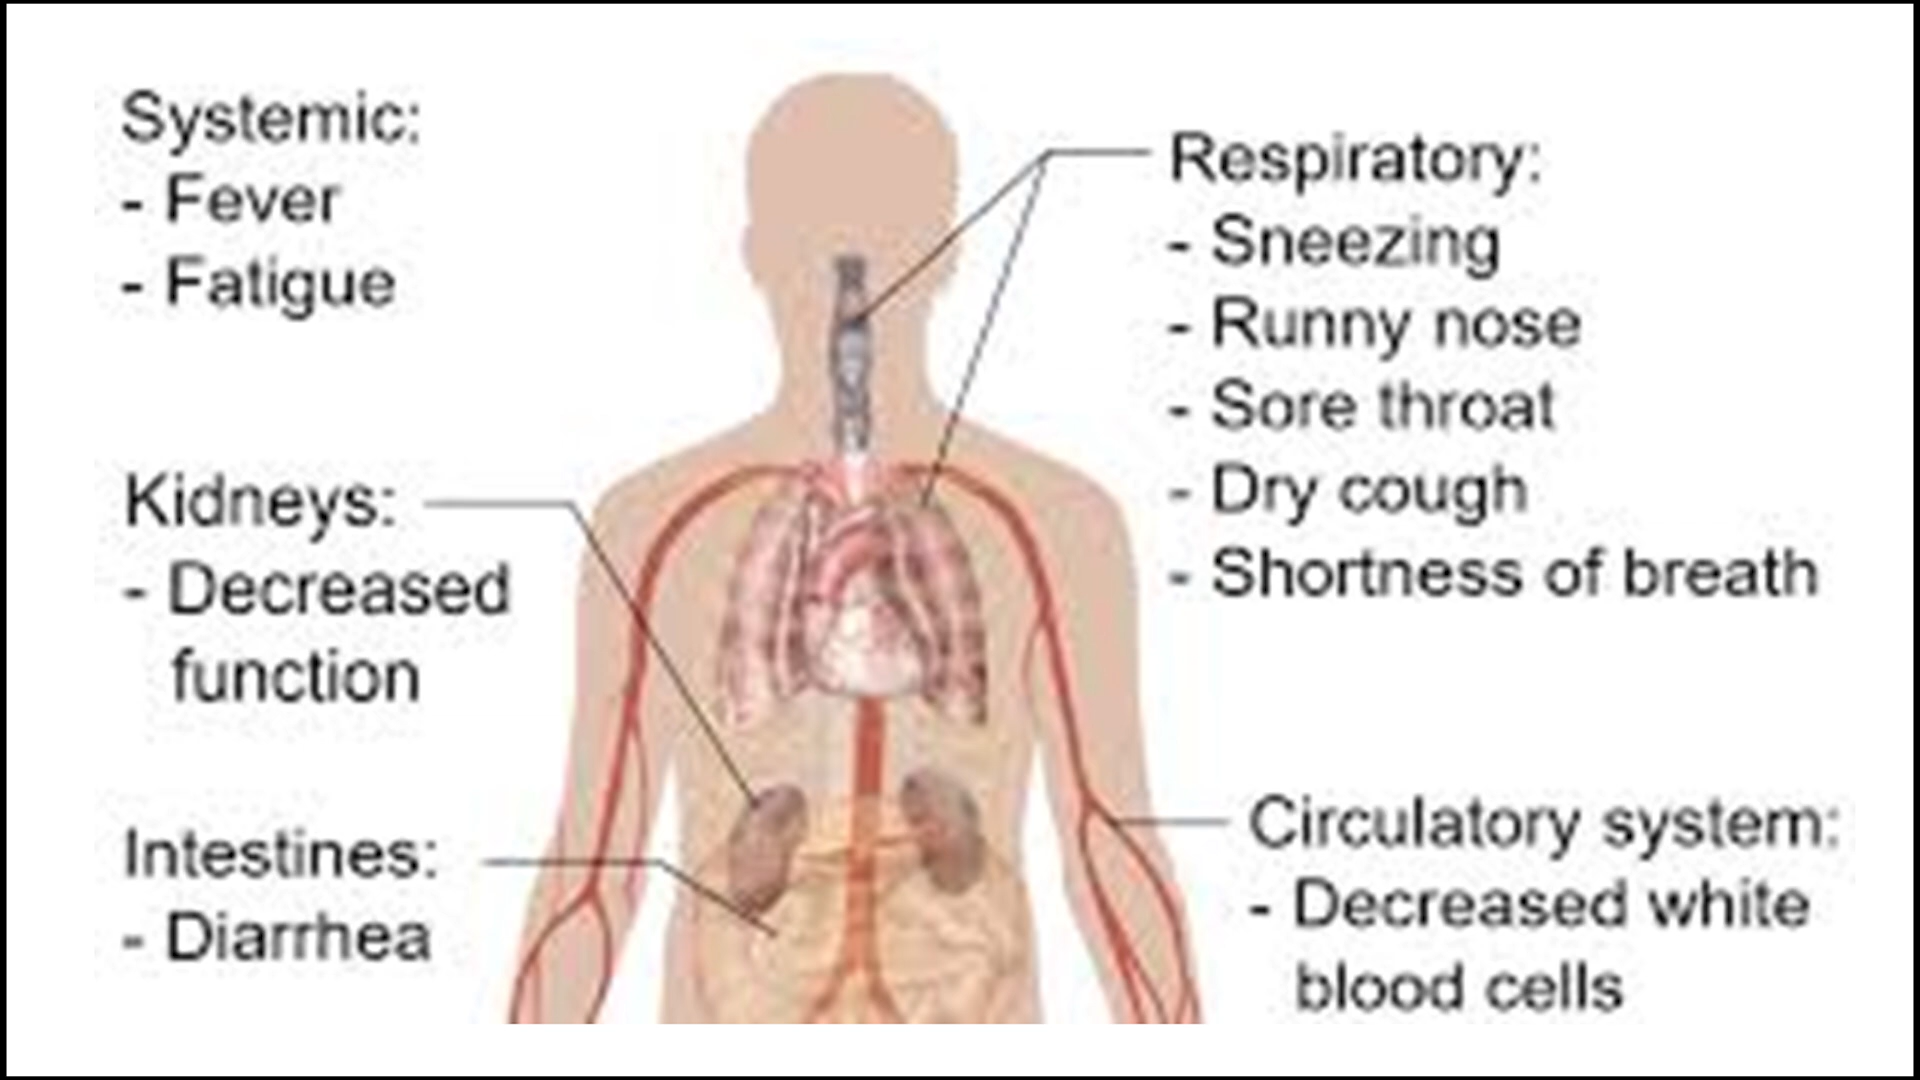 Systemic:
- Fever
- Fatigue
Kidneys:
- Decreased
function
Intestines:
- Diarrhea
Respiratory:
- Sneezing
- Runny nose
- Sore throat
- Dry cough
- Shortness of breath
Circulatory system:
- Decreased white
blood cells